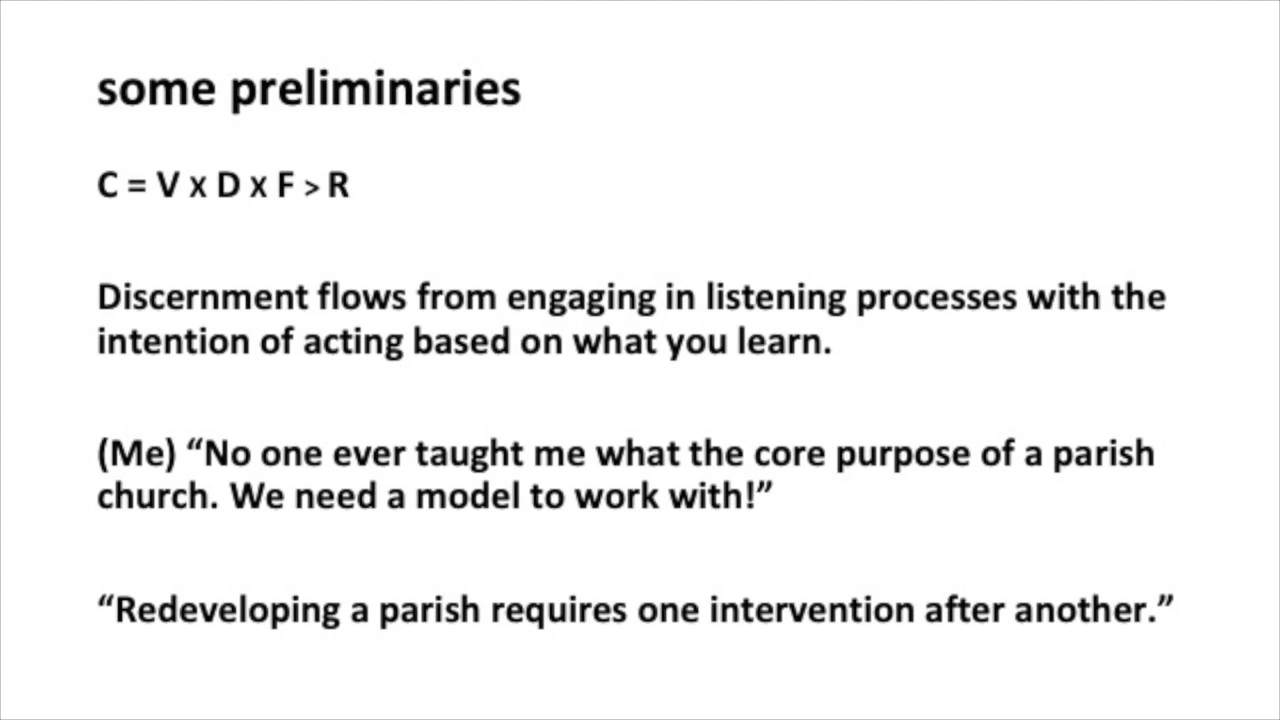 some preliminaries
C = V x D x F > R
Discernment flows from engaging in listening processes with the
intention of acting based on what you learn.
(Me) “No one ever taught me what the core purpose of a parish
church. We need a model to work with!”
“Redeveloping a parish requires one intervention after another.”